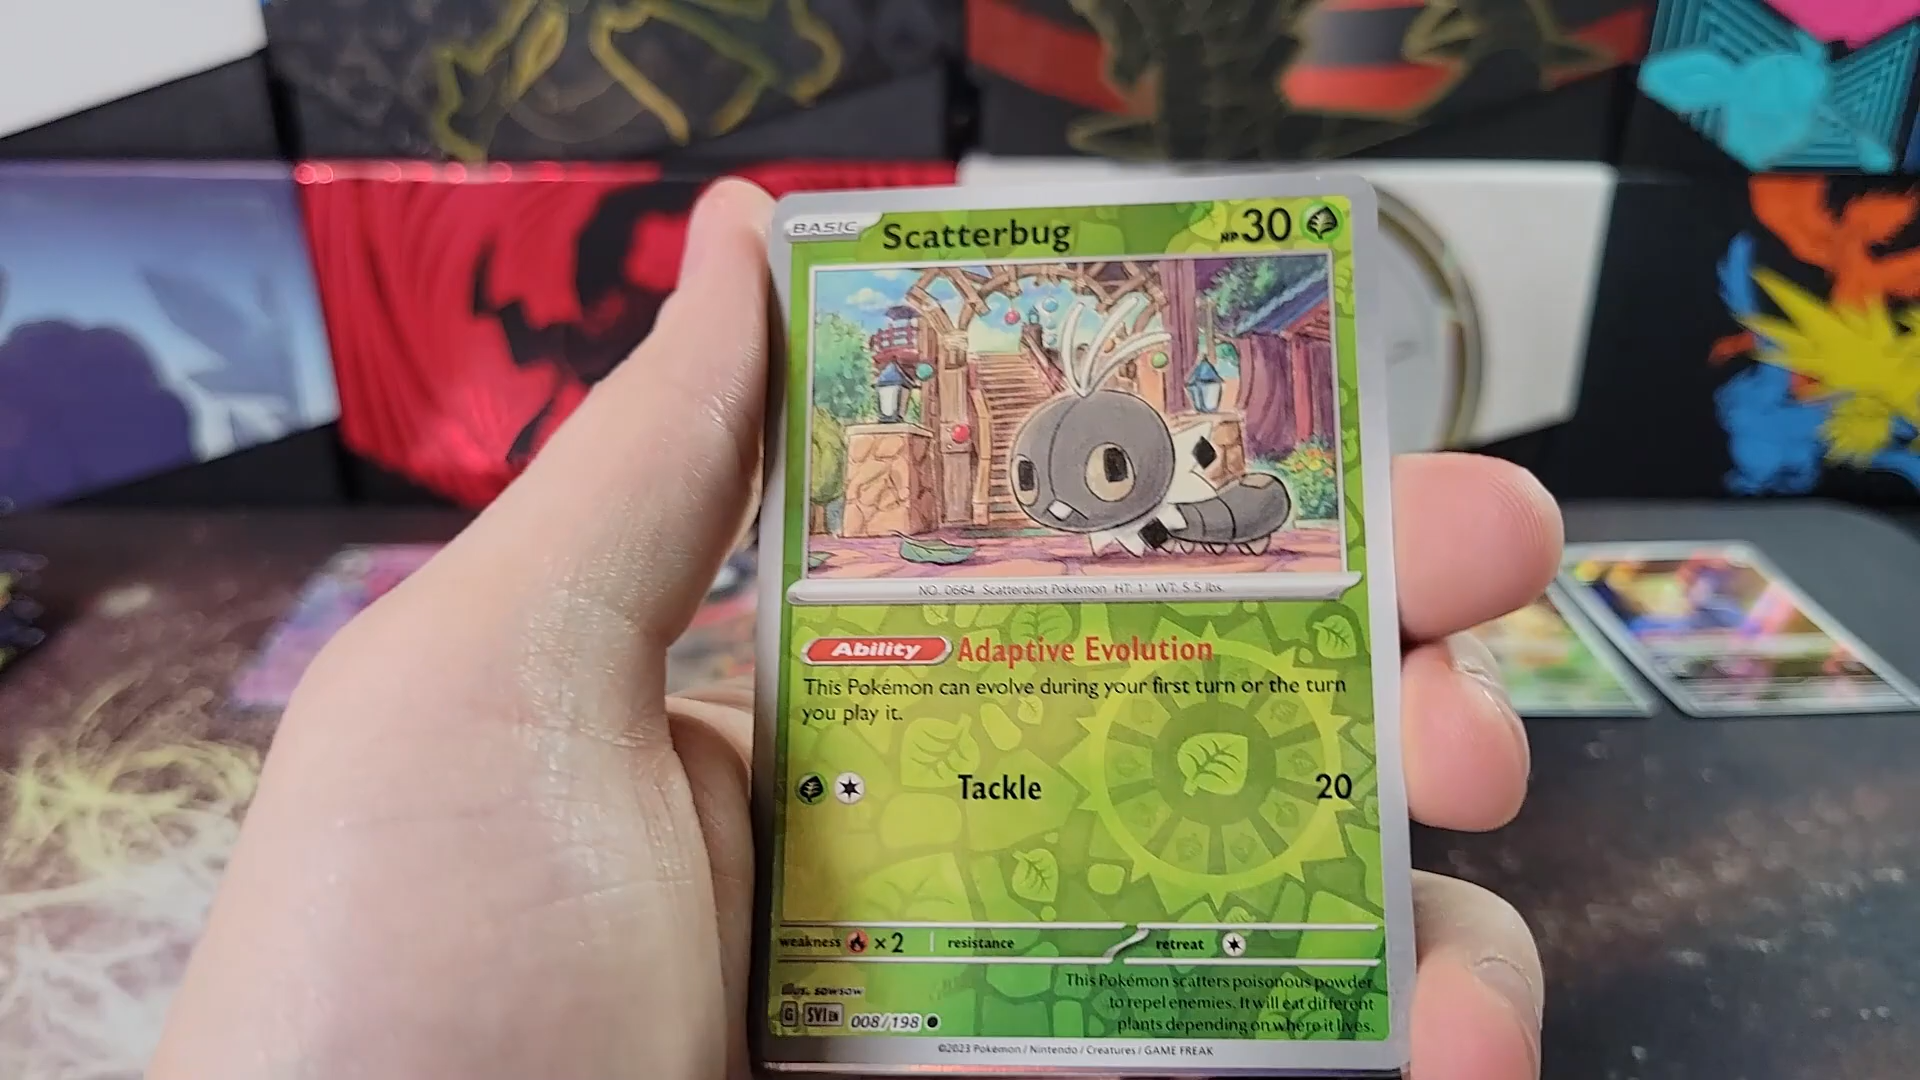 BASIC Scatterbug HP 30
NO. 0664 Scatterdust Pokémon HT: 1' WT: 5.5 lbs.
Ability Adaptive Evolution
This Pokémon can evolve during your first turn or the turn
you play it.
Tackle 20
weakness ×2 resistance retreat
Illus. sowsow
This Pokémon scatters poisonous powder
to repel enemies. It will eat different
plants depending on where it lives.
G SVI EN 008/198
©2023 Pokémon / Nintendo / Creatures / GAME FREAK